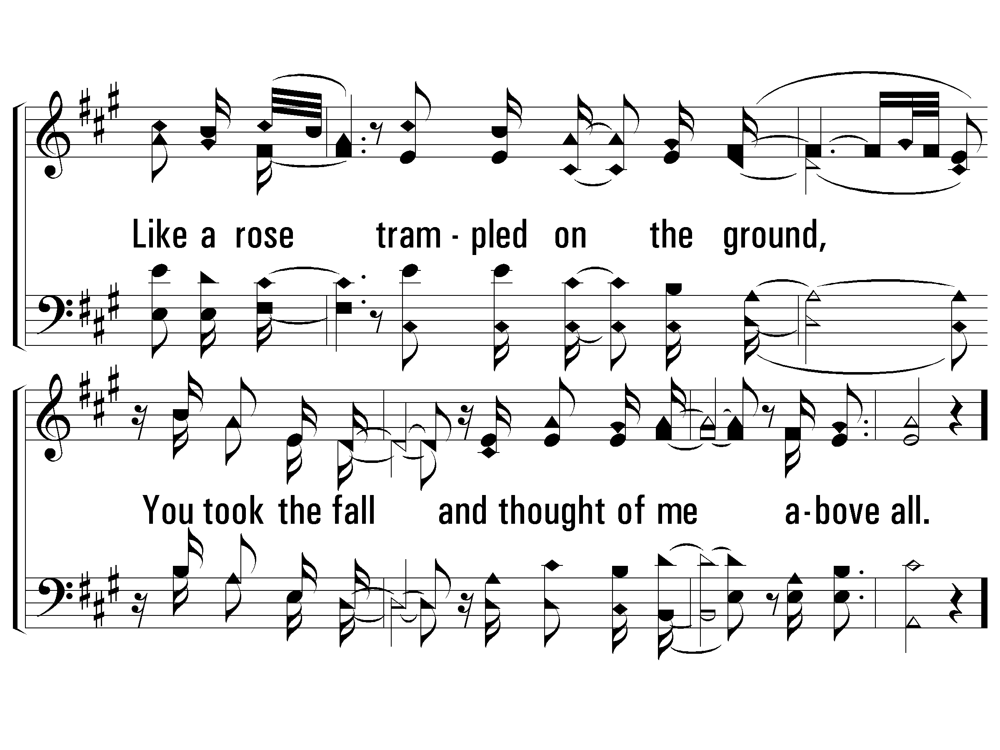 Like a rose tram - pled on the ground,
You took the fall and thought of me a-bove all.